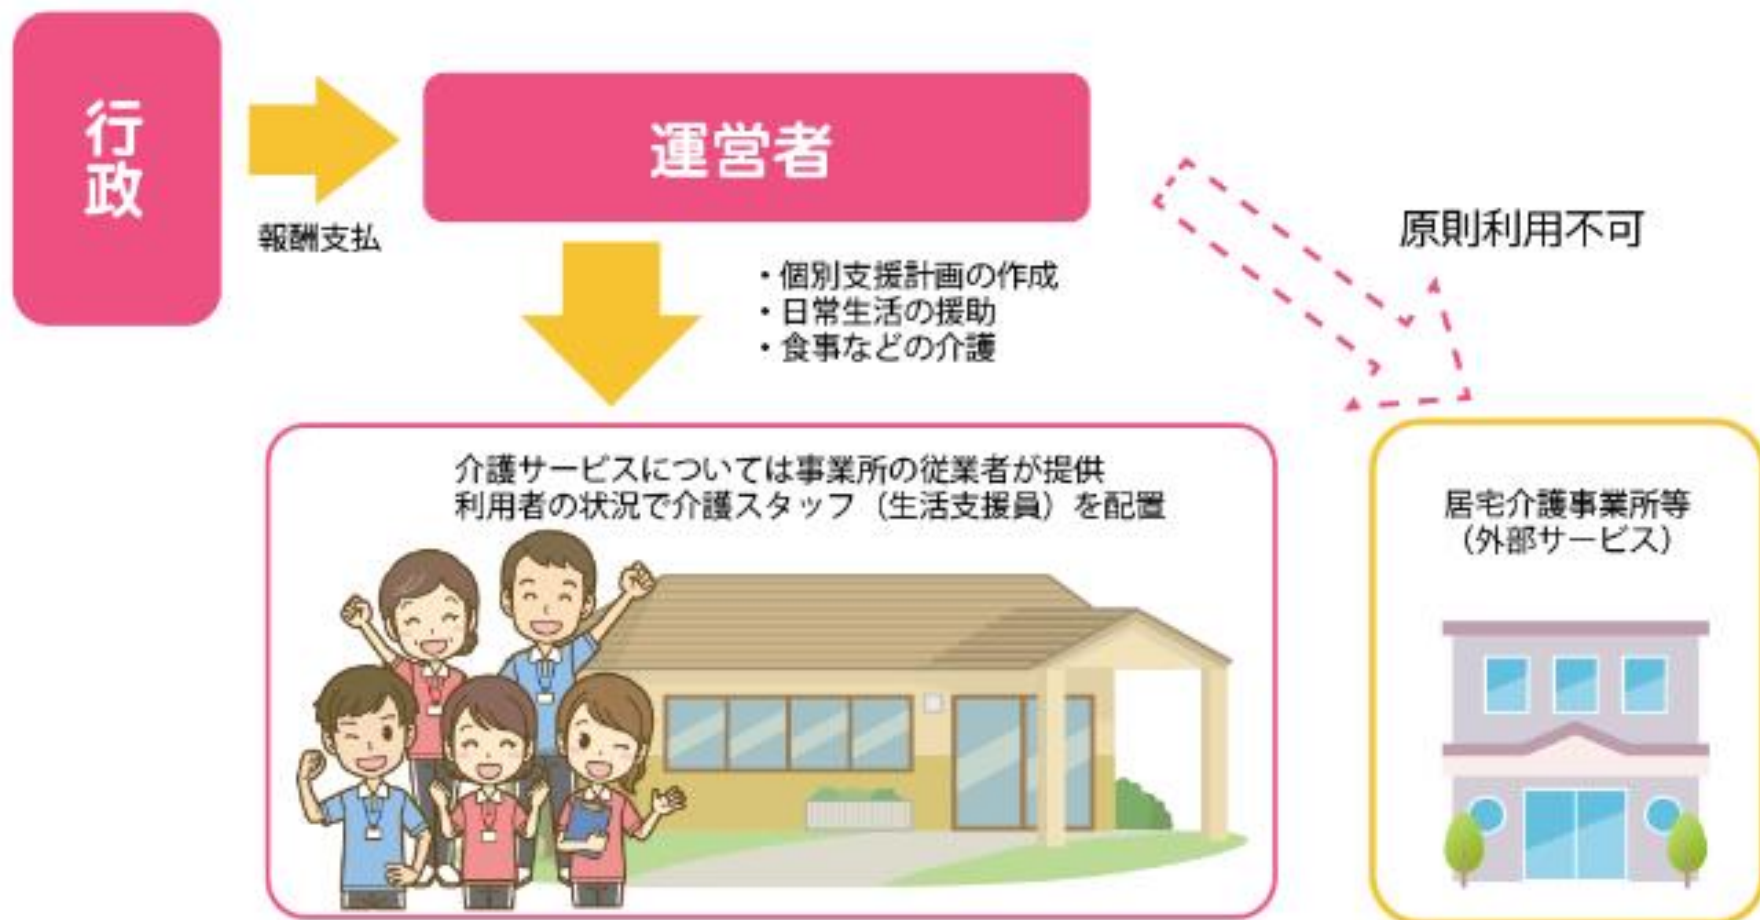 行政
報酬支払
運営者
・個別支援計画の作成
・日常生活の援助
・食事などの介護
原則利用不可
介護サービスについては事業所の従業者が提供
利用者の状況で介護スタッフ（生活支援員）を配置
居宅介護事業所等
（外部サービス）